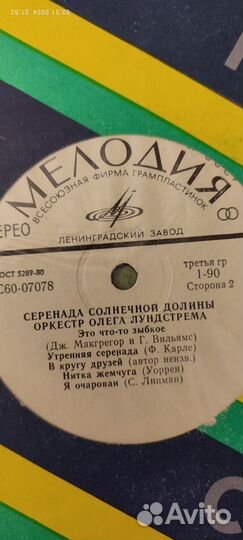 02.01.2024 21:52
МЕЛОДИЯ
ВСЕСОЮЗНАЯ ФИРМА ГРАМПЛАСТИНОК
ЛЕНИНГРАДСКИЙ ЗАВОД
ГОСТ 5289-80
С60-07078
третья гр
1-90
Сторона 2
СЕРЕНАДА СОЛНЕЧНОЙ ДОЛИНЫ
ОРКЕСТР ОЛЕГА ЛУНДСТРЕМА
Это что-то зыбкое
(Дж. Макгрегор и Г. Вильямс)
Утренняя серенада (Ф. Карле)
В кругу друзей (автор неизв.)
Нитка жемчуга (Уоррен)
Я очарован (С. Липман)
Avito